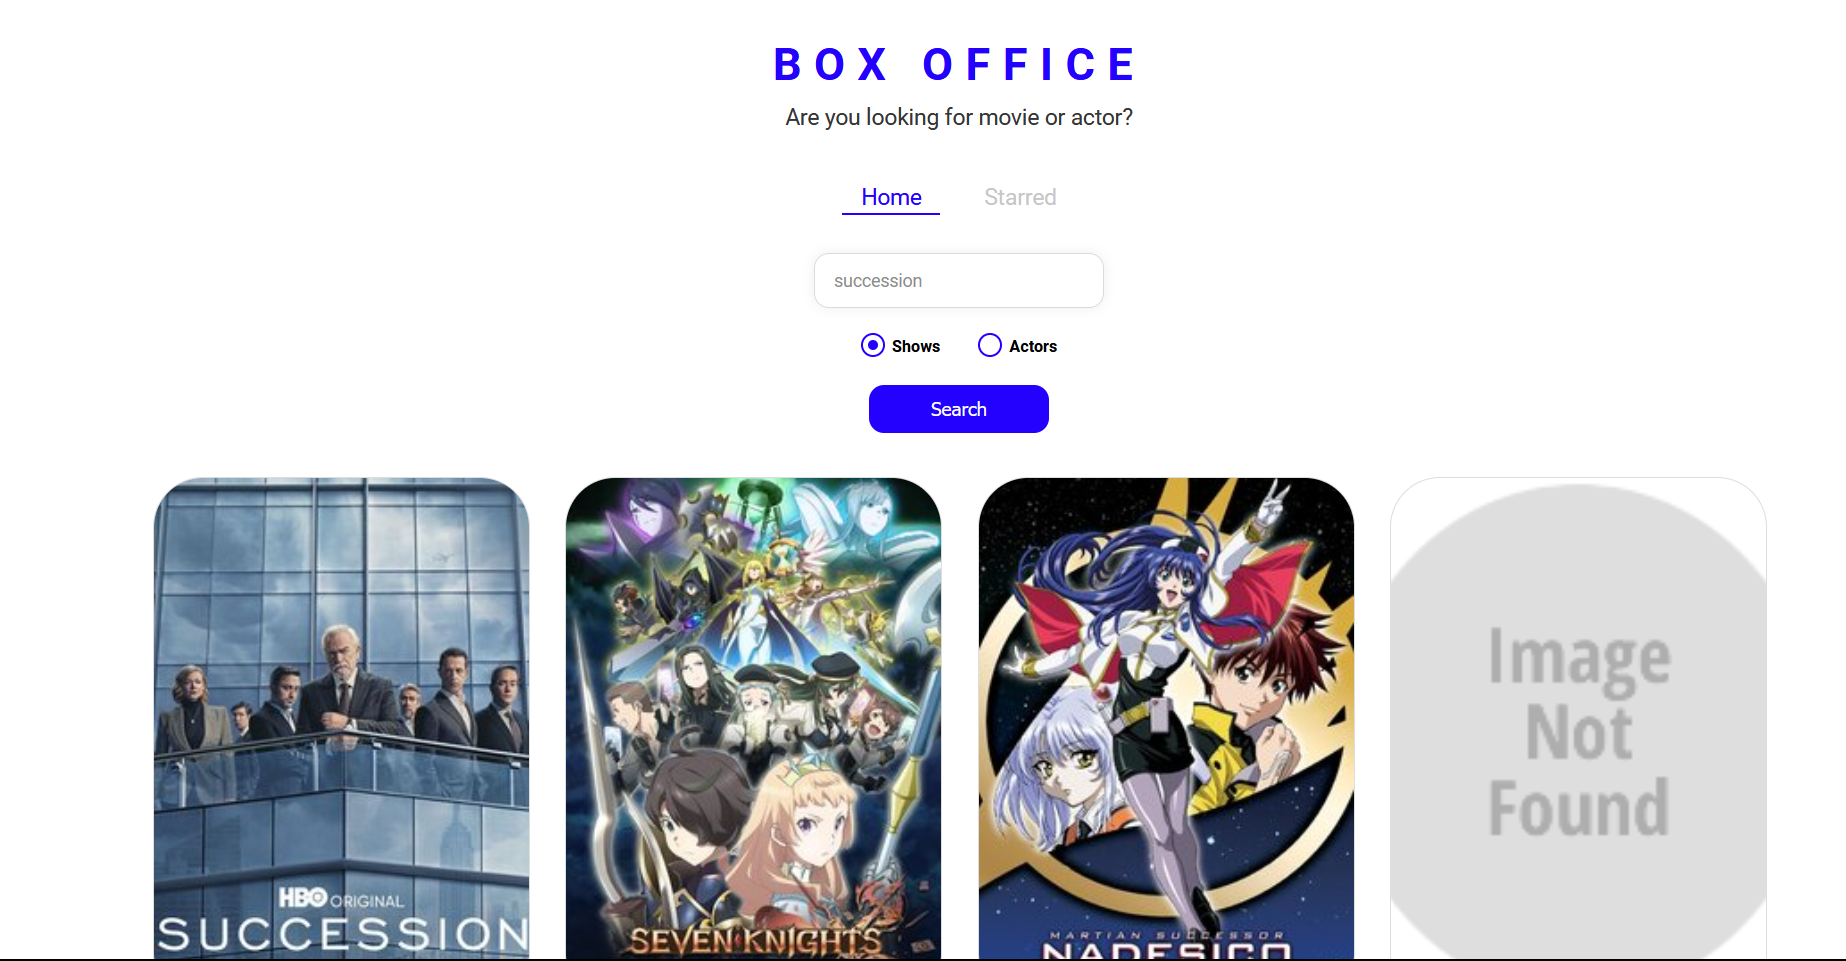 BOX OFFICE
Are you looking for movie or actor?
Home Starred
succession
Shows Actors
Search
HBO ORIGINAL
SUCCESSION
SEVEN KNIGHTS
MARTIAN SUCCESSOR
NADESICO
Image
Not
Found